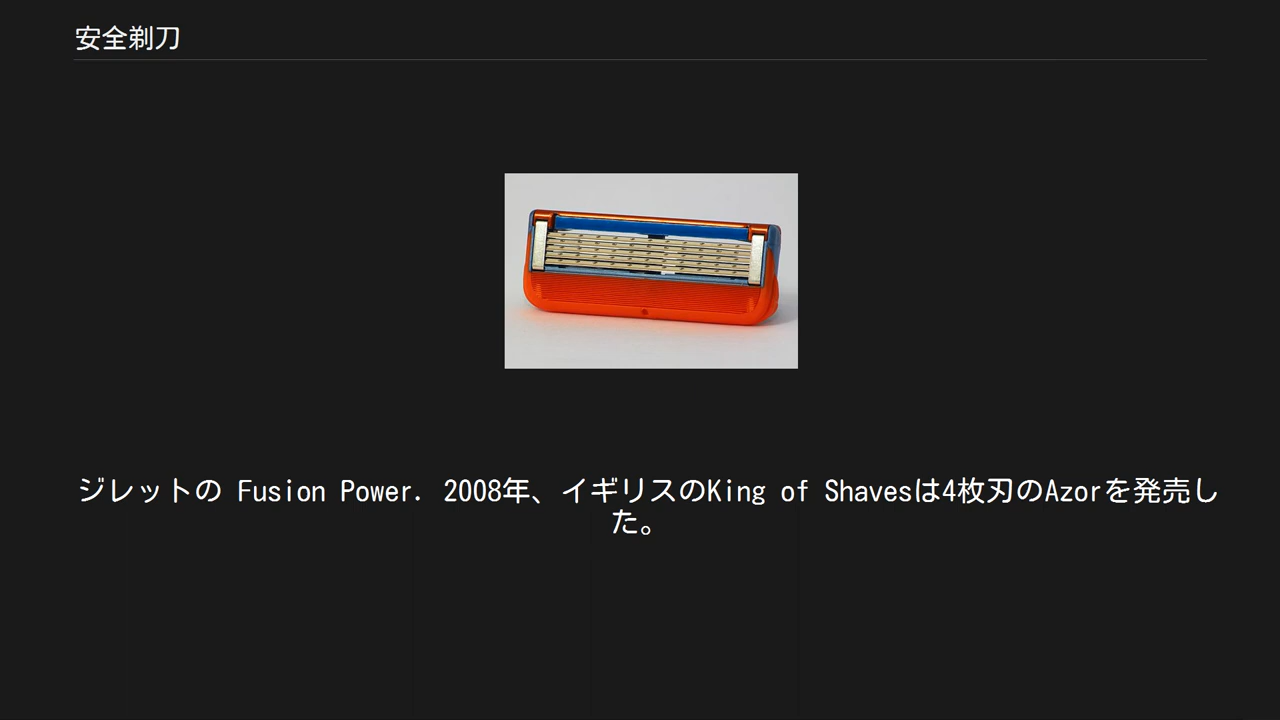 安全剃刀
ジレットの Fusion Power. 2008年、イギリスのKing of Shavesは4枚刃のAzorを発売し
た。